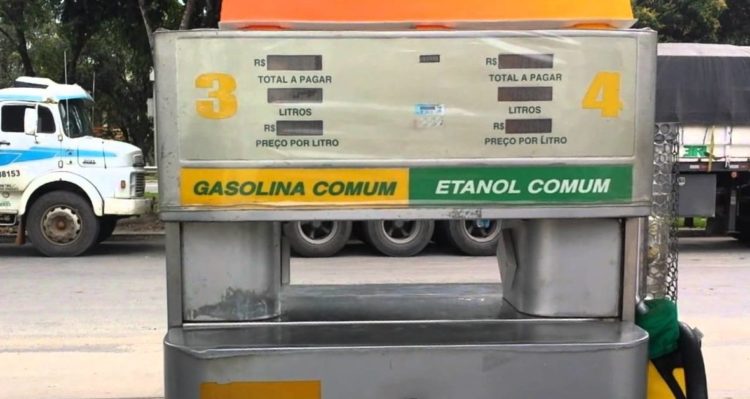 R$
TOTAL A PAGAR
3
LITROS
R$
PREÇO POR LITRO
R$
TOTAL A PAGAR
4
LITROS
R$
PREÇO POR LITRO
GASOLINA COMUM
ETANOL COMUM